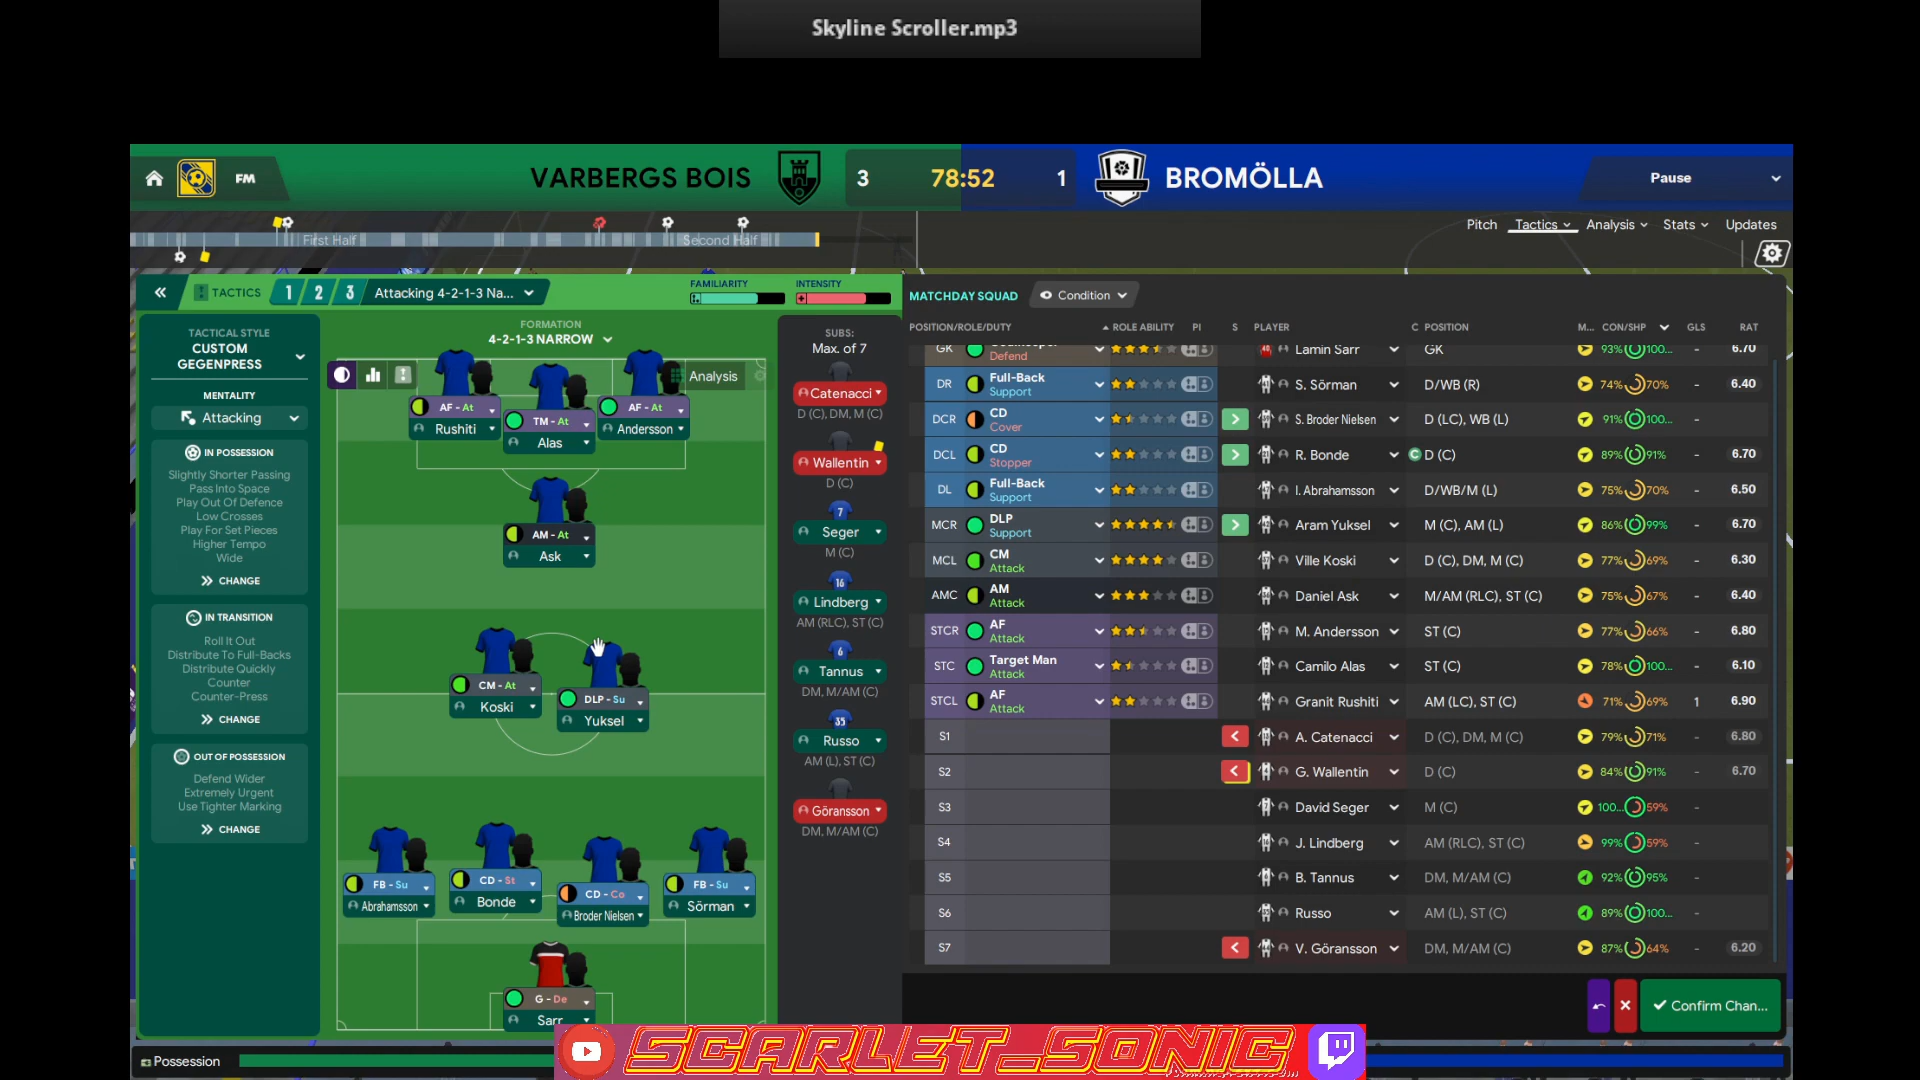 Skyline Scroller.mp3
FM
VARBERGS BOIS
3
78:52
1
BROMÖLLA
Pause
First Half
Second Half
Pitch
Tactics
Analysis
Stats
Updates
TACTICS
1
2
3
Attacking 4-2-1-3 Na...
FAMILIARITY
INTENSITY
MATCHDAY SQUAD
Condition
TACTICAL STYLE
CUSTOM
GEGENPRESS
MENTALITY
Attacking
IN POSSESSION
Slightly Shorter Passing
Pass Into Space
Play Out Of Defence
Low Crosses
Play For Set Pieces
Higher Tempo
Wide
CHANGE
IN TRANSITION
Roll It Out
Distribute To Full-Backs
Distribute Quickly
Counter
Counter-Press
CHANGE
OUT OF POSSESSION
Defend Wider
Extremely Urgent
Use Tighter Marking
CHANGE
FORMATION
4-2-1-3 NARROW
Analysis
AF - At
Rushiti
TM - At
Alas
AF - At
Andersson
AM - At
Ask
CM - At
Koski
DLP - Su
Yuksel
FB - Su
Abrahamsson
CD - St
Bonde
CD - Co
Broder Nielsen
FB - Su
Sörman
G - De
Sarr
SUBS:
Max. of 7
Catenacci
D (C), DM, M (C)
Wallentin
D (C)
7
Seger
M (C)
16
Lindberg
AM (RLC), ST (C)
6
Tannus
DM, M/AM (C)
35
Russo
AM (L), ST (C)
Göransson
DM, M/AM (C)
POSITION/ROLE/DUTY ROLE ABILITY PI S PLAYER C POSITION M... CON/SHP GLS RAT
GK Defend Lamin Sarr GK 93% 100... - 6.70
DR Full-Back Support S. Sörman D/WB (R) 74% 70% - 6.40
DCR CD Cover S. Broder Nielsen D (LC), WB (L) 91% 100... -
DCL CD Stopper R. Bonde C D (C) 89% 91% - 6.70
DL Full-Back Support I. Abrahamsson D/WB/M (L) 75% 70% - 6.50
MCR DLP Support Aram Yuksel M (C), AM (L) 86% 99% - 6.70
MCL CM Attack Ville Koski D (C), DM, M (C) 77% 69% - 6.30
AMC AM Attack Daniel Ask M/AM (RLC), ST (C) 75% 67% - 6.40
STCR AF Attack M. Andersson ST (C) 77% 66% - 6.80
STC Target Man Attack Camilo Alas ST (C) 78% 100... - 6.10
STCL AF Attack Granit Rushiti AM (LC), ST (C) 71% 69% 1 6.90
S1 A. Catenacci D (C), DM, M (C) 79% 71% - 6.80
S2 G. Wallentin D (C) 84% 91% - 6.70
S3 David Seger M (C) 100... 59% -
S4 J. Lindberg AM (RLC), ST (C) 99% 59% -
S5 B. Tannus DM, M/AM (C) 92% 95% -
S6 Russo AM (L), ST (C) 89% 100... -
S7 V. Göransson DM, M/AM (C) 87% 64% - 6.20
Confirm Chan...
Possession
SCARLET_SONIC